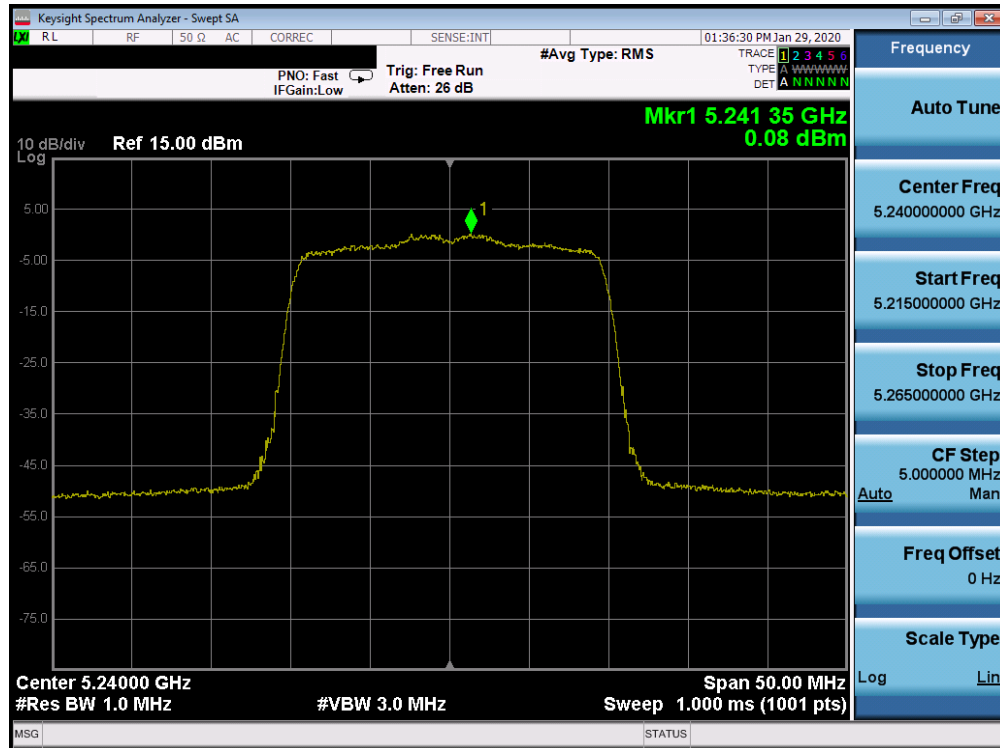 Keysight Spectrum Analyzer - Swept SA
LXI RL RF 50 Ω AC CORREC SENSE:INT 01:36:30 PM Jan 29, 2020
#Avg Type: RMS
TRACE 1 2 3 4 5 6
TYPE A WWWWW
DET A N N N N N
PNO: Fast
IFGain:Low
Trig: Free Run
Atten: 26 dB
Mkr1 5.241 35 GHz
0.08 dBm
10 dB/div Ref 15.00 dBm
Log
1
5.00
-5.00
-15.0
-25.0
-35.0
-45.0
-55.0
-65.0
-75.0
Center 5.24000 GHz Span 50.00 MHz
#Res BW 1.0 MHz #VBW 3.0 MHz Sweep 1.000 ms (1001 pts)
MSG STATUS
Frequency
Auto Tune
Center Freq
5.240000000 GHz
Start Freq
5.215000000 GHz
Stop Freq
5.265000000 GHz
CF Step
5.000000 MHz
Auto Man
Freq Offset
0 Hz
Scale Type
Log Lin